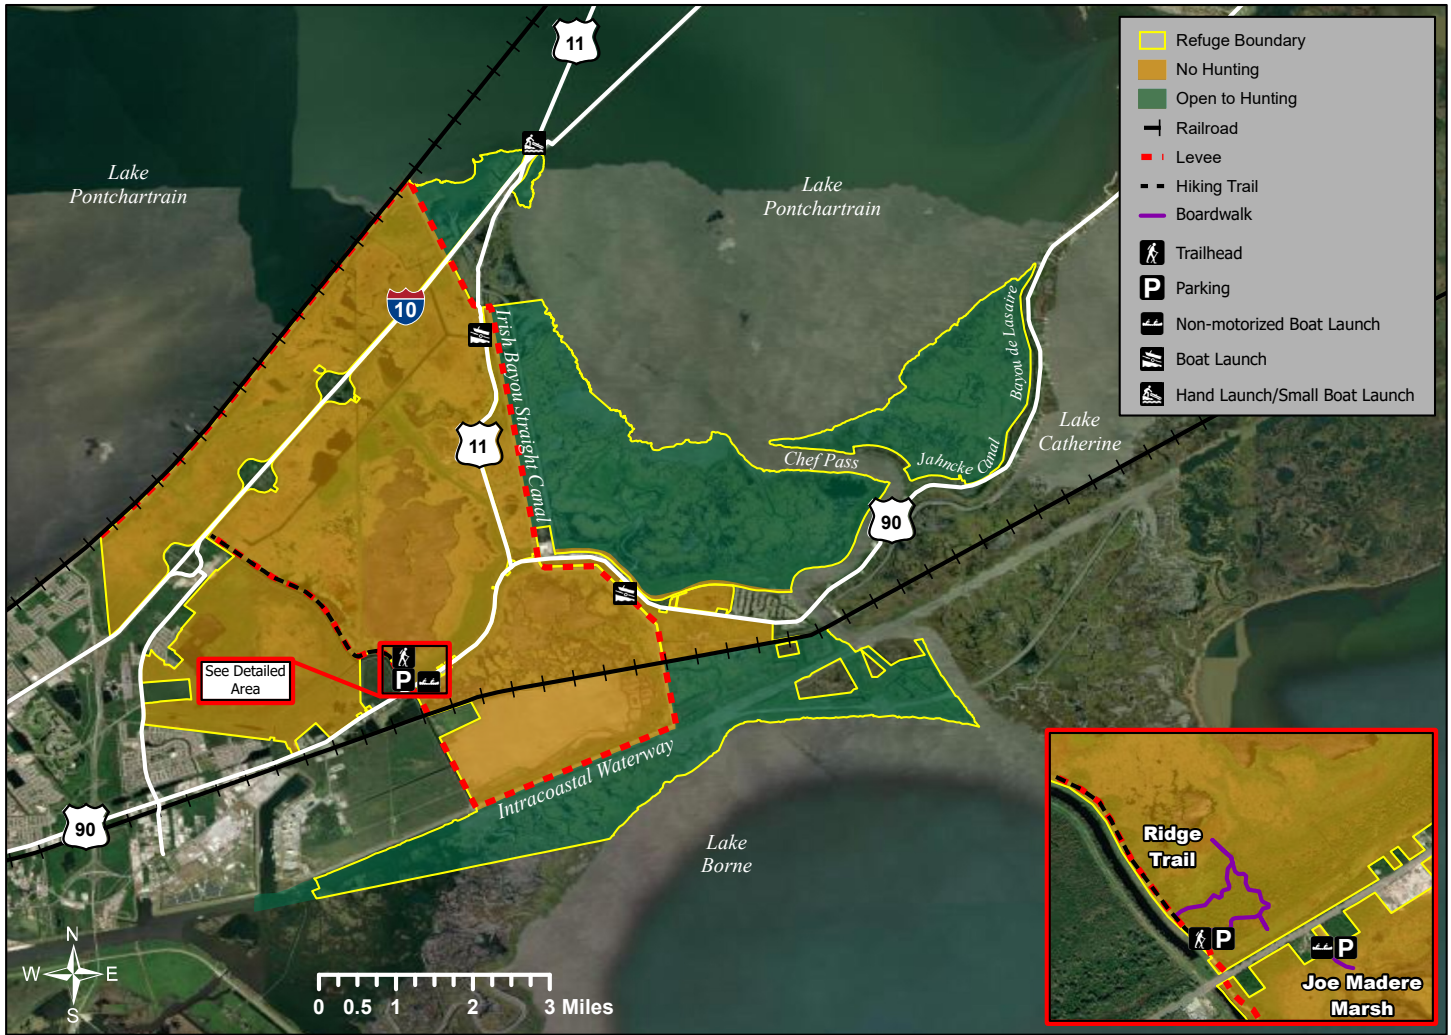 11
Refuge Boundary
No Hunting
Open to Hunting
Railroad
Levee
Hiking Trail
Boardwalk
Trailhead
P
Parking
Non-motorized Boat Launch
Boat Launch
Hand Launch/Small Boat Launch
Lake
Pontchartrain
Lake
Pontchartrain
10
Irish Bayou Straight Canal
Bayou de Lasaire
11
Lake
Catherine
Chef Pass
Jahncke Canal
90
See Detailed
Area
P
Intracoastal Waterway
90
Lake
Borne
Ridge
Trail
P
P
Joe Madere
Marsh
N
W E
S
0 0.5 1 2 3 Miles